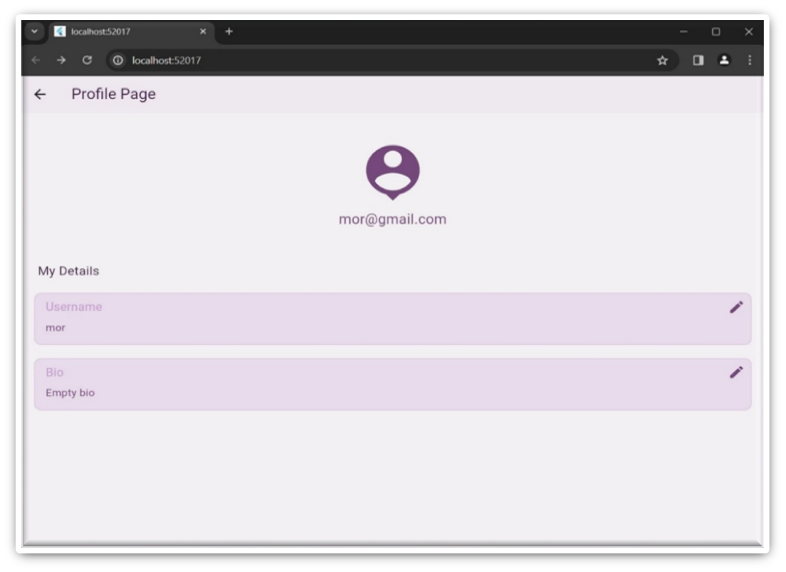 localhost:52017
localhost:52017
Profile Page
mor@gmail.com
My Details
Username
mor
Bio
Empty bio